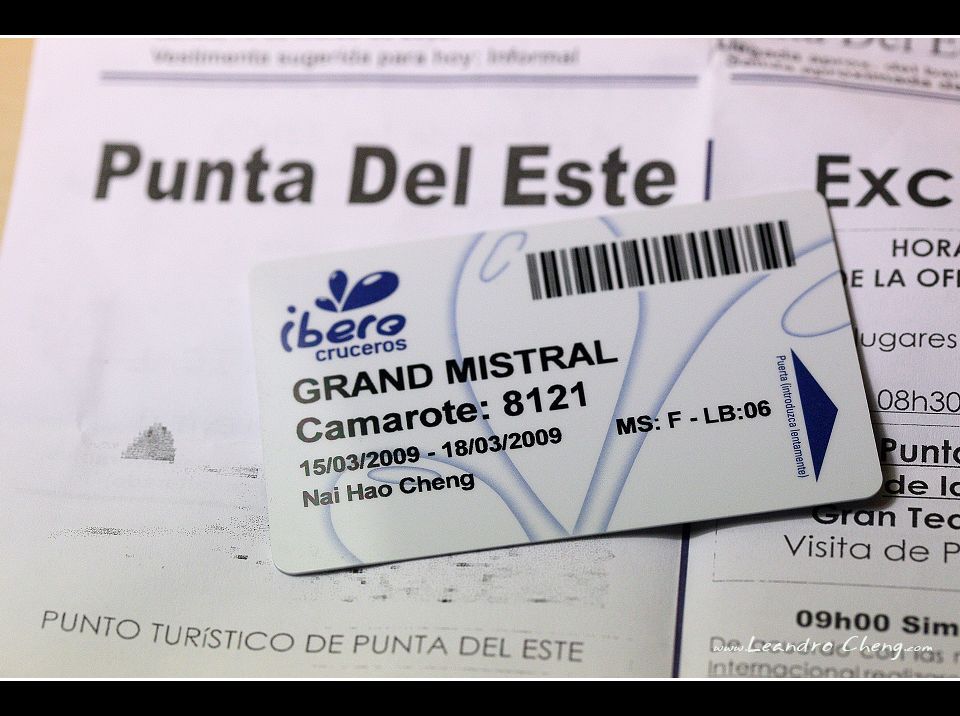 Vestimenta sugerida para hoy: Informal
Punta Del Este
PUNTO TURÍSTICO DE PUNTA DEL ESTE
ibero
cruceros
GRAND MISTRAL
Camarote: 8121
15/03/2009 - 18/03/2009
Nai Hao Cheng
MS: F - LB:06
Puerta (introduzca lentamente)
Del E
Exc
HORA
DE LA OFI
lugares
08h30
Punta
de la
Gran Tea
Visita de P
09h00 Sim
www.Leandro Cheng.com